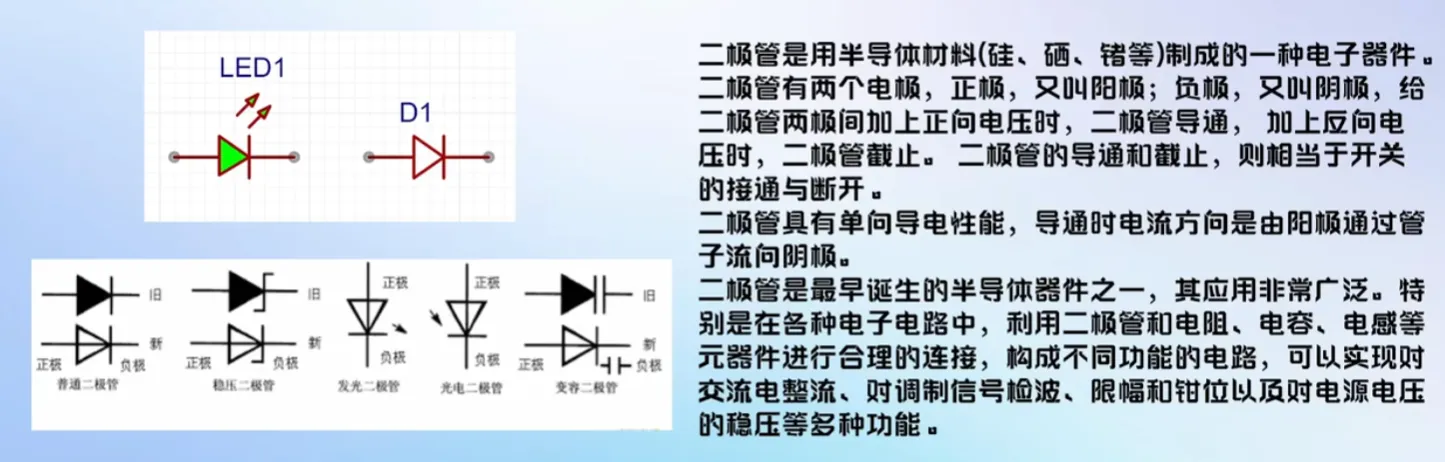 LED1
D1
旧
旧
正极
正极
旧
新
新
新
正极
负极
正极
负极
负极
负极
正极
负极
普通二极管
稳压二极管
发光二极管
光电二极管
变容二极管
二极管是用半导体材料(硅、硒、锗等)制成的一种电子器件。
二极管有两个电极，正极，又叫阳极；负极，又叫阴极，给
二极管两极间加上正向电压时，二极管导通， 加上反向电
压时，二极管截止。 二极管的导通和截止，则相当于开关
的接通与断开。
二极管具有单向导电性能，导通时电流方向是由阳极通过管
子流向阴极。
二极管是最早诞生的半导体器件之一，其应用非常广泛。特
别是在各种电子电路中，利用二极管和电阻、电容、电感等
元器件进行合理的连接，构成不同功能的电路，可以实现对
交流电整流、对调制信号检波、限幅和钳位以及对电源电压
的稳压等多种功能。